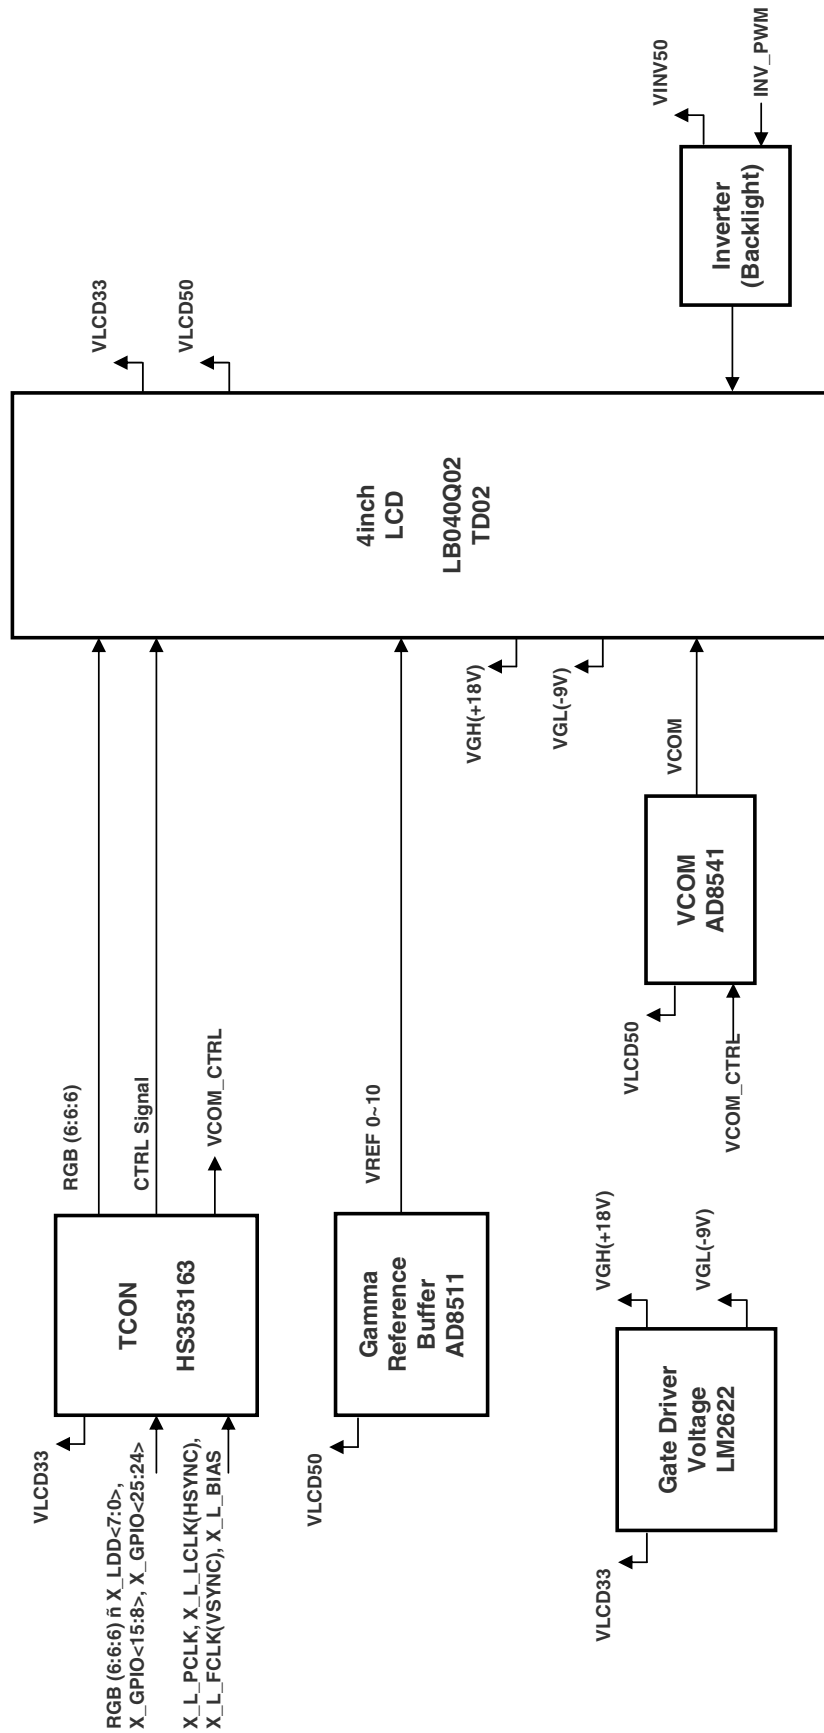 VLCD33
RGB (6:6:6) ñ X_LDD<7:0>,
X_GPIO<15:8>, X_GPIO<25:24>
X_L_PCLK, X_L_LCLK(HSYNC),
X_L_FCLK(VSYNC), X_L_BIAS
TCON
HS353163
RGB (6:6:6)
CTRL Signal
VCOM_CTRL
VLCD50
Gamma
Reference
Buffer
AD8511
VREF 0~10
VLCD33
Gate Driver
Voltage
LM2622
VGH(+18V)
VGL(-9V)
VLCD50
VCOM_CTRL
VCOM
AD8541
VCOM
VGH(+18V)
VGL(-9V)
4inch
LCD
LB040Q02
TD02
VLCD33
VLCD50
Inverter
(Backlight)
VINV50
INV_PWM